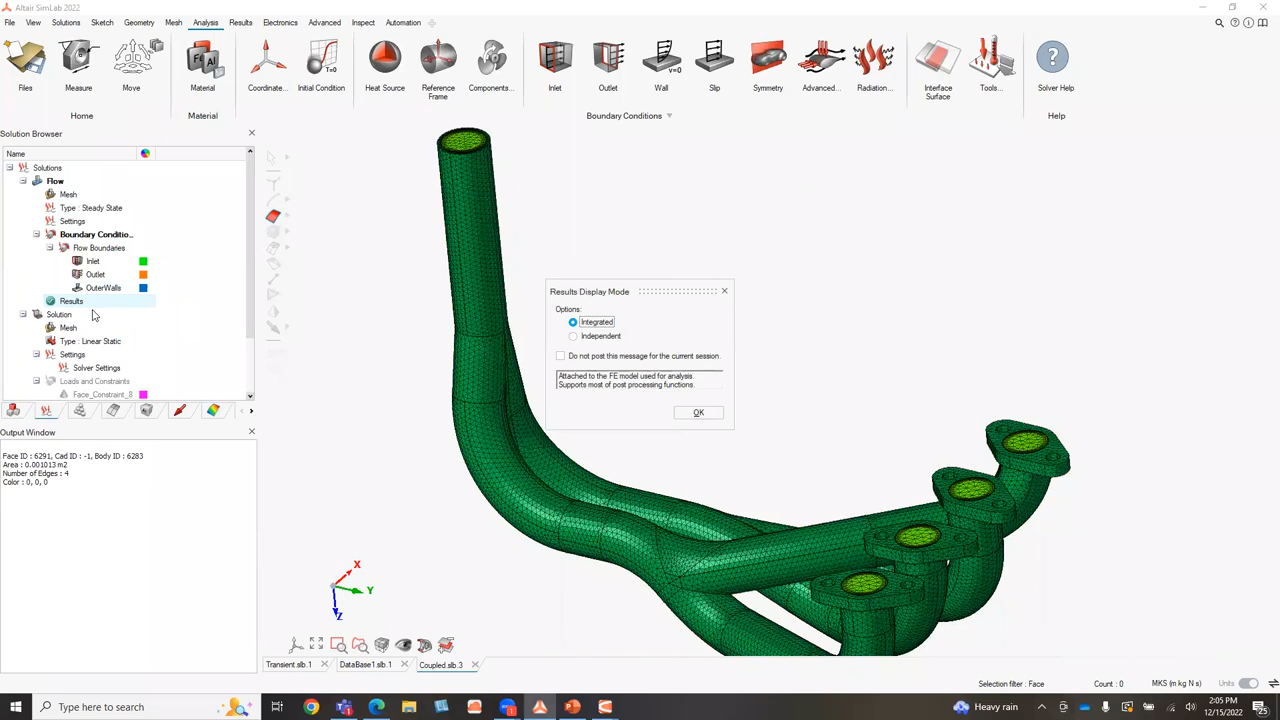 Altair SimLab 2022
File View Solutions Sketch Geometry Mesh Analysis Results Electronics Advanced Inspect Automation
Files Measure Move Material Coordinate... Initial Condition Heat Source Reference Frame Components... Inlet Outlet Wall Slip Symmetry Advanced... Radiation... Interface Surface Tools... Solver Help
Fe Al
T=0
v=0
Home Material Boundary Conditions Help
Solution Browser
Name
Solutions
Flow
Mesh
Type : Steady State
Settings
Boundary Conditio...
Flow Boundaries
Inlet
Outlet
OuterWalls
Results
Solution
Mesh
Type : Linear Static
Settings
Solver Settings
Loads and Constraints
Face_Constraint_8
Output Window
Face ID : 6291, Cad ID : -1, Body ID : 6283
Area : 0.001013 m2
Number of Edges : 4
Color : 0, 0, 0
Results Display Mode
Options:
Integrated
Independent
Do not post this message for the current session.
Attached to the FE model used for analysis.
Supports most of post processing functions.
OK
X
Y
Z
Transient.slb.1 DataBase1.slb.1 Coupled.slb.3
Selection filter : Face Count : 0 MKS (m kg N s) Units
Type here to search
Heavy rain
2:05 PM
12/15/2022